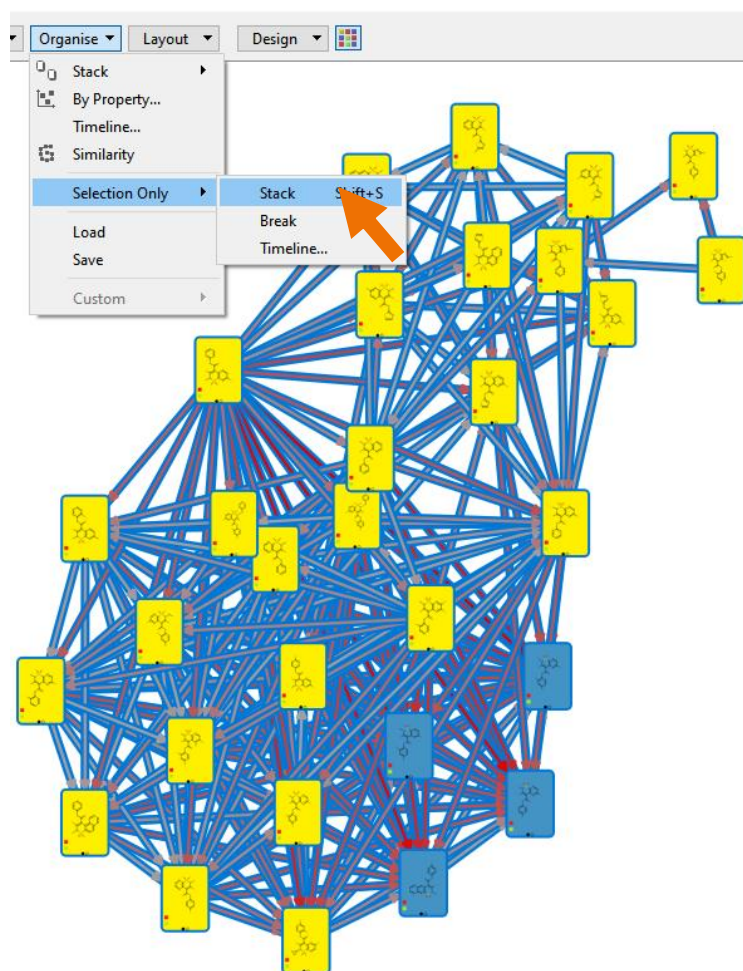 Organise
Layout
Design
Stack
By Property...
Timeline...
Similarity
Selection Only
Load
Save
Custom
Stack Shift+S
Break
Timeline...